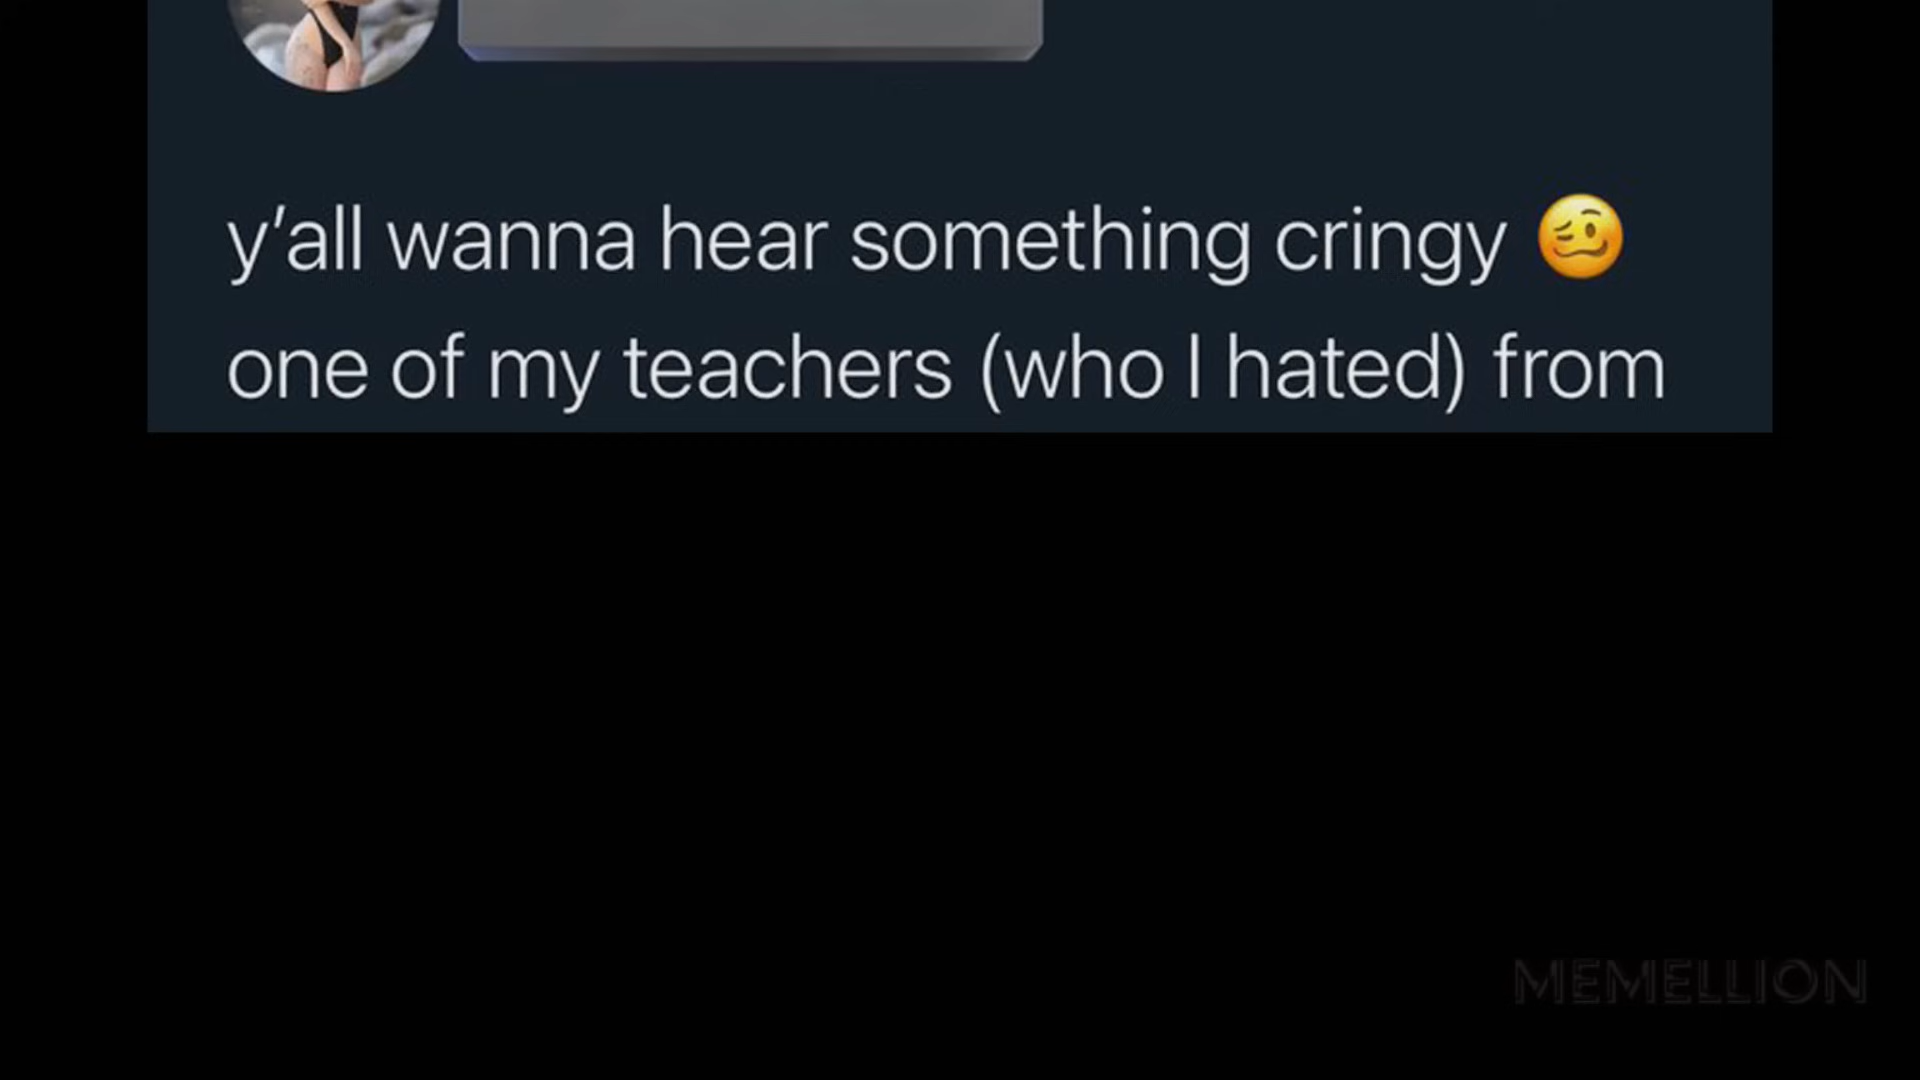 y’all wanna hear something cringy 🥴
one of my teachers (who I hated) from
MEMELLION